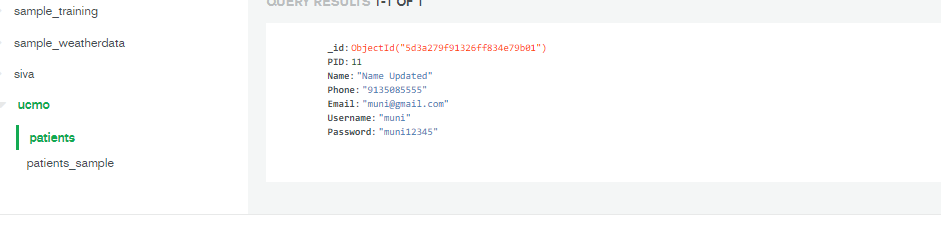 QUERY RESULTS 1-1 OF 1
sample_training
sample_weatherdata
siva
ucmo
patients
patients_sample
_id: ObjectId("5d3a279f91326ff834e79b01")
PID: 11
Name: "Name Updated"
Phone: "9135085555"
Email: "muni@gmail.com"
Username: "muni"
Password: "muni12345"